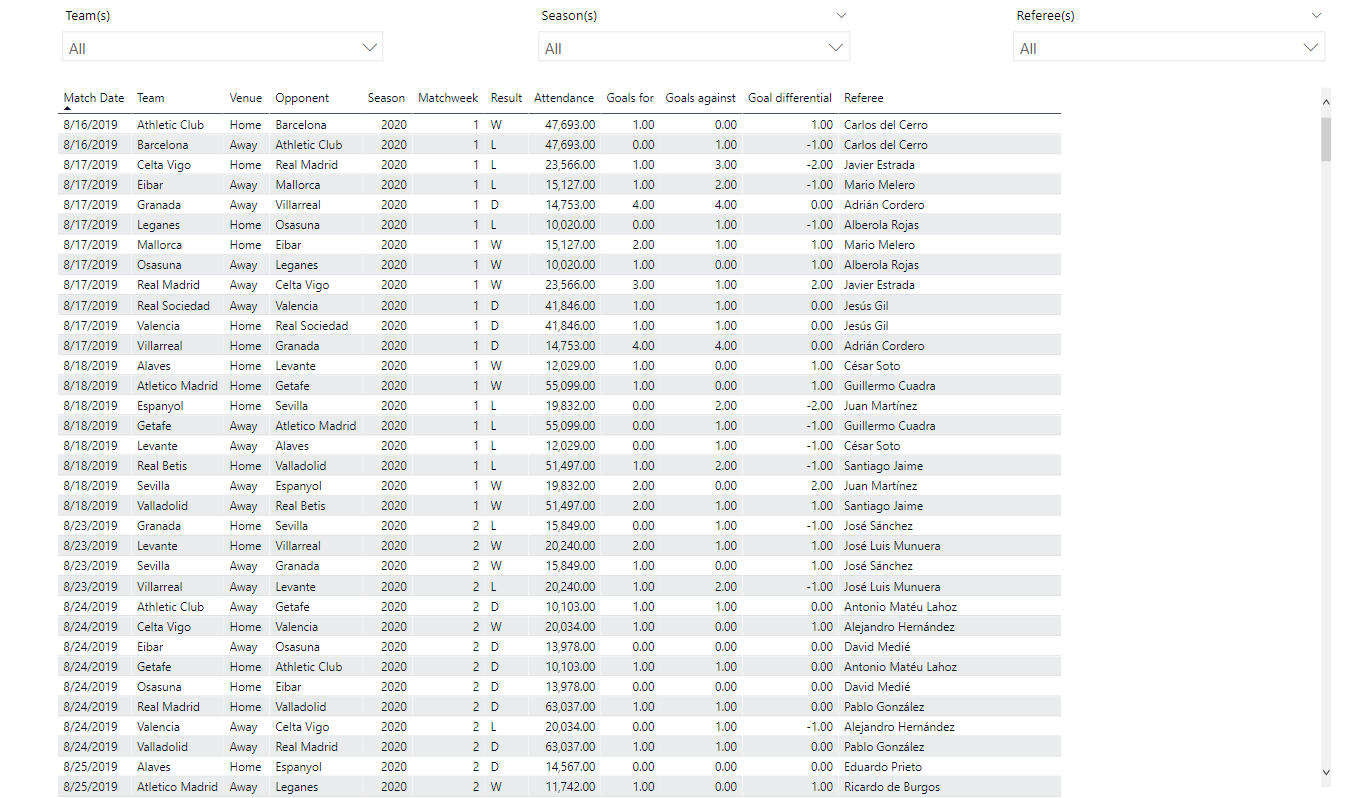 Team(s) Season(s) Referee(s)
All All All
Match Date Team Venue Opponent Season Matchweek Result Attendance Goals for Goals against Goal differential Referee
8/16/2019 Athletic Club Home Barcelona 2020 1 W 47,693.00 1.00 0.00 1.00 Carlos del Cerro
8/16/2019 Barcelona Away Athletic Club 2020 1 L 47,693.00 0.00 1.00 -1.00 Carlos del Cerro
8/17/2019 Celta Vigo Home Real Madrid 2020 1 L 23,566.00 1.00 3.00 -2.00 Javier Estrada
8/17/2019 Eibar Away Mallorca 2020 1 L 15,127.00 1.00 2.00 -1.00 Mario Melero
8/17/2019 Granada Away Villarreal 2020 1 D 14,753.00 4.00 4.00 0.00 Adrián Cordero
8/17/2019 Leganes Home Osasuna 2020 1 L 10,020.00 0.00 1.00 -1.00 Alberola Rojas
8/17/2019 Mallorca Home Eibar 2020 1 W 15,127.00 2.00 1.00 1.00 Mario Melero
8/17/2019 Osasuna Away Leganes 2020 1 W 10,020.00 1.00 0.00 1.00 Alberola Rojas
8/17/2019 Real Madrid Away Celta Vigo 2020 1 W 23,566.00 3.00 1.00 2.00 Javier Estrada
8/17/2019 Real Sociedad Away Valencia 2020 1 D 41,846.00 1.00 1.00 0.00 Jesús Gil
8/17/2019 Valencia Home Real Sociedad 2020 1 D 41,846.00 1.00 1.00 0.00 Jesús Gil
8/17/2019 Villarreal Home Granada 2020 1 D 14,753.00 4.00 4.00 0.00 Adrián Cordero
8/18/2019 Alaves Home Levante 2020 1 W 12,029.00 1.00 0.00 1.00 César Soto
8/18/2019 Atletico Madrid Home Getafe 2020 1 W 55,099.00 1.00 0.00 1.00 Guillermo Cuadra
8/18/2019 Espanyol Home Sevilla 2020 1 L 19,832.00 0.00 2.00 -2.00 Juan Martínez
8/18/2019 Getafe Away Atletico Madrid 2020 1 L 55,099.00 0.00 1.00 -1.00 Guillermo Cuadra
8/18/2019 Levante Away Alaves 2020 1 L 12,029.00 0.00 1.00 -1.00 César Soto
8/18/2019 Real Betis Home Valladolid 2020 1 L 51,497.00 1.00 2.00 -1.00 Santiago Jaime
8/18/2019 Sevilla Away Espanyol 2020 1 W 19,832.00 2.00 0.00 2.00 Juan Martínez
8/18/2019 Valladolid Away Real Betis 2020 1 W 51,497.00 2.00 1.00 1.00 Santiago Jaime
8/23/2019 Granada Home Sevilla 2020 2 L 15,849.00 0.00 1.00 -1.00 José Sánchez
8/23/2019 Levante Home Villarreal 2020 2 W 20,240.00 2.00 1.00 1.00 José Luis Munuera
8/23/2019 Sevilla Away Granada 2020 2 W 15,849.00 1.00 0.00 1.00 José Sánchez
8/23/2019 Villarreal Away Levante 2020 2 L 20,240.00 1.00 2.00 -1.00 José Luis Munuera
8/24/2019 Athletic Club Away Getafe 2020 2 D 10,103.00 1.00 1.00 0.00 Antonio Matéu Lahoz
8/24/2019 Celta Vigo Home Valencia 2020 2 W 20,034.00 1.00 0.00 1.00 Alejandro Hernández
8/24/2019 Eibar Away Osasuna 2020 2 D 13,978.00 0.00 0.00 0.00 David Medié
8/24/2019 Getafe Home Athletic Club 2020 2 D 10,103.00 1.00 1.00 0.00 Antonio Matéu Lahoz
8/24/2019 Osasuna Home Eibar 2020 2 D 13,978.00 0.00 0.00 0.00 David Medié
8/24/2019 Real Madrid Home Valladolid 2020 2 D 63,037.00 1.00 1.00 0.00 Pablo González
8/24/2019 Valencia Away Celta Vigo 2020 2 L 20,034.00 0.00 1.00 -1.00 Alejandro Hernández
8/24/2019 Valladolid Away Real Madrid 2020 2 D 63,037.00 1.00 1.00 0.00 Pablo González
8/25/2019 Alaves Home Espanyol 2020 2 D 14,567.00 0.00 0.00 0.00 Eduardo Prieto
8/25/2019 Atletico Madrid Away Leganes 2020 2 W 11,742.00 1.00 0.00 1.00 Ricardo de Burgos